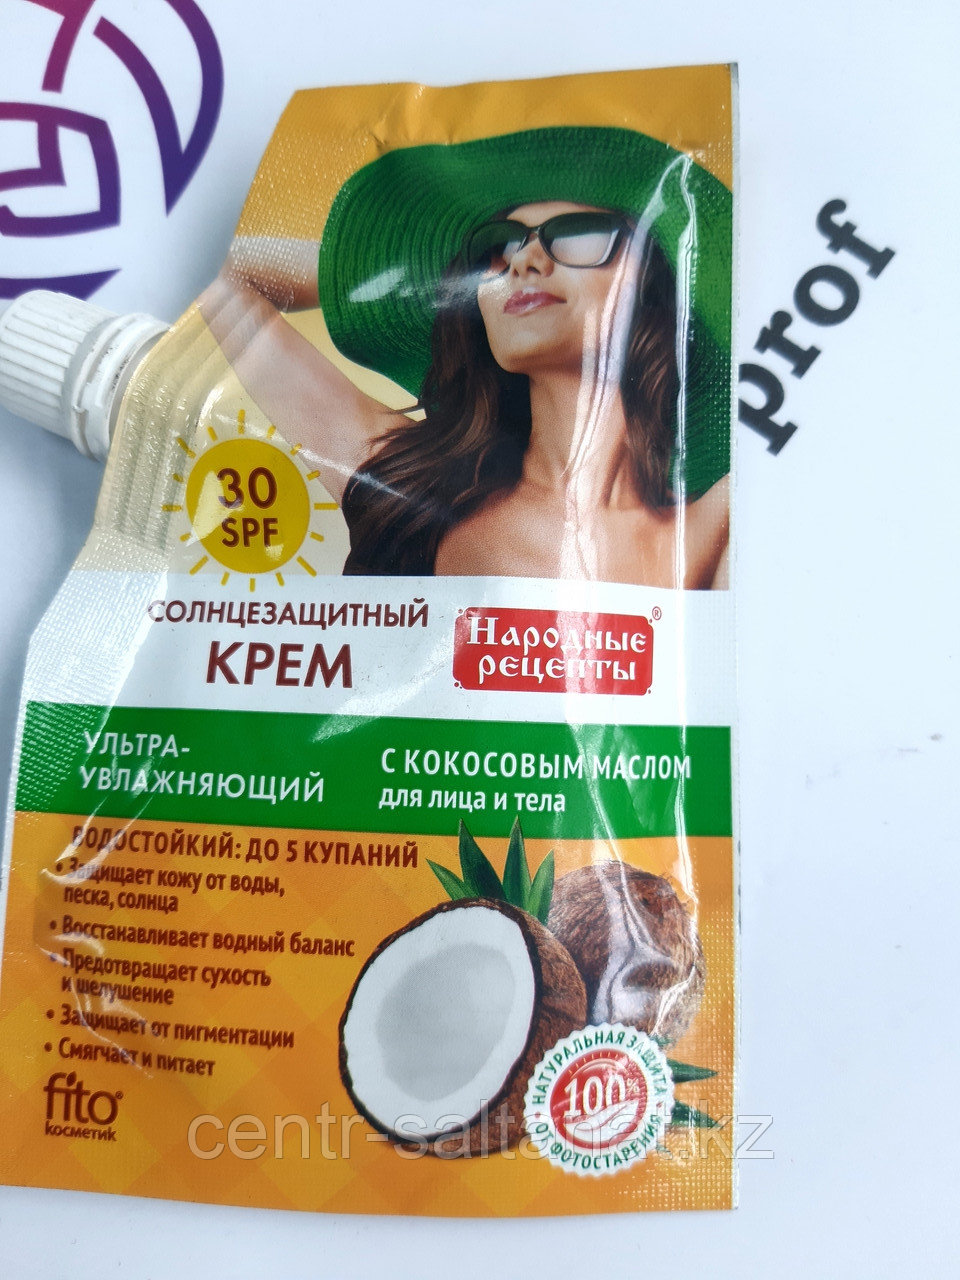 prof
30
SPF
СОЛНЦЕЗАЩИТНЫЙ
КРЕМ
Народные
рецепты
®
УЛЬТРА-
УВЛАЖНЯЮЩИЙ
С КОКОСОВЫМ МАСЛОМ
для лица и тела
ВОДОСТОЙКИЙ: ДО 5 КУПАНИЙ
• Защищает кожу от воды,
песка, солнца
• Восстанавливает водный баланс
• Предотвращает сухость
и шелушение
• Защищает от пигментации
• Смягчает и питает
fito®
косметик
НАТУРАЛЬНАЯ ЗАЩИТА
100%
ОТ ФОТОСТАРЕНИЯ
centr-saltanat.kz